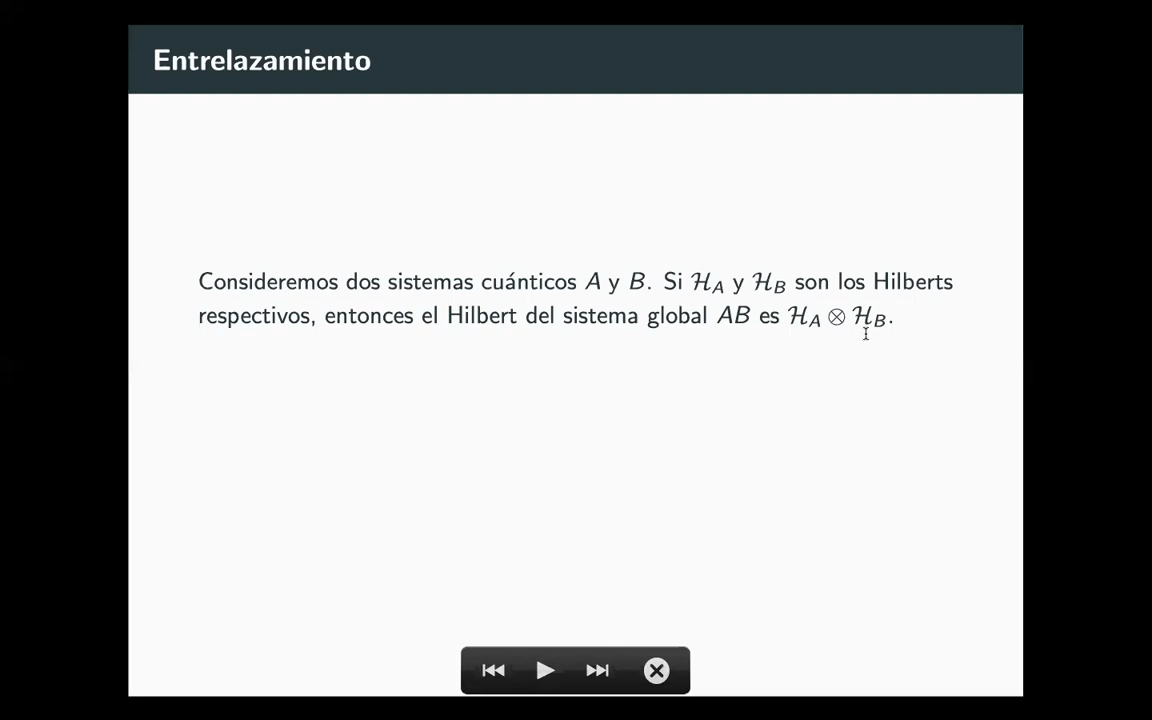 Entrelazamiento
Consideremos dos sistemas cuánticos A y B. Si ℋ_A y ℋ_B son los Hilberts
respectivos, entonces el Hilbert del sistema global AB es ℋ_A ⊗ ℋ_B.